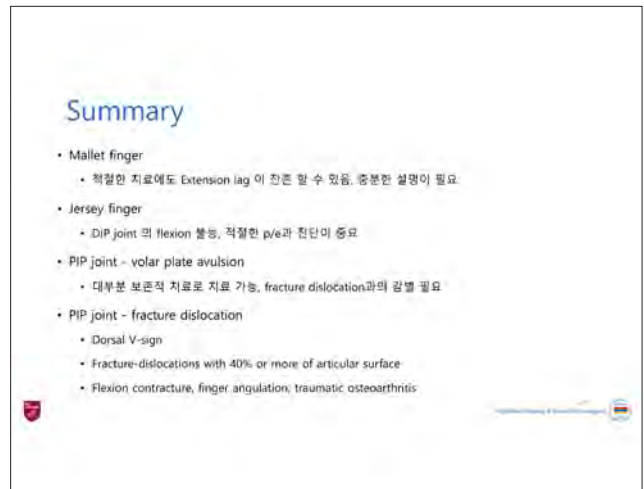 Summary
• Mallet finger
• 적절한 치료에도 Extension lag 이 잔존 할 수 있음, 충분한 설명이 필요
• Jersey finger
• DIP joint 의 flexion 불능, 적절한 p/e과 진단이 중요
• PIP joint - volar plate avulsion
• 대부분 보존적 치료로 치료 가능, fracture dislocation과의 감별 필요
• PIP joint - fracture dislocation
• Dorsal V-sign
• Fracture-dislocations with 40% or more of articular surface
• Flexion contracture, finger angulation, traumatic osteoarthritis